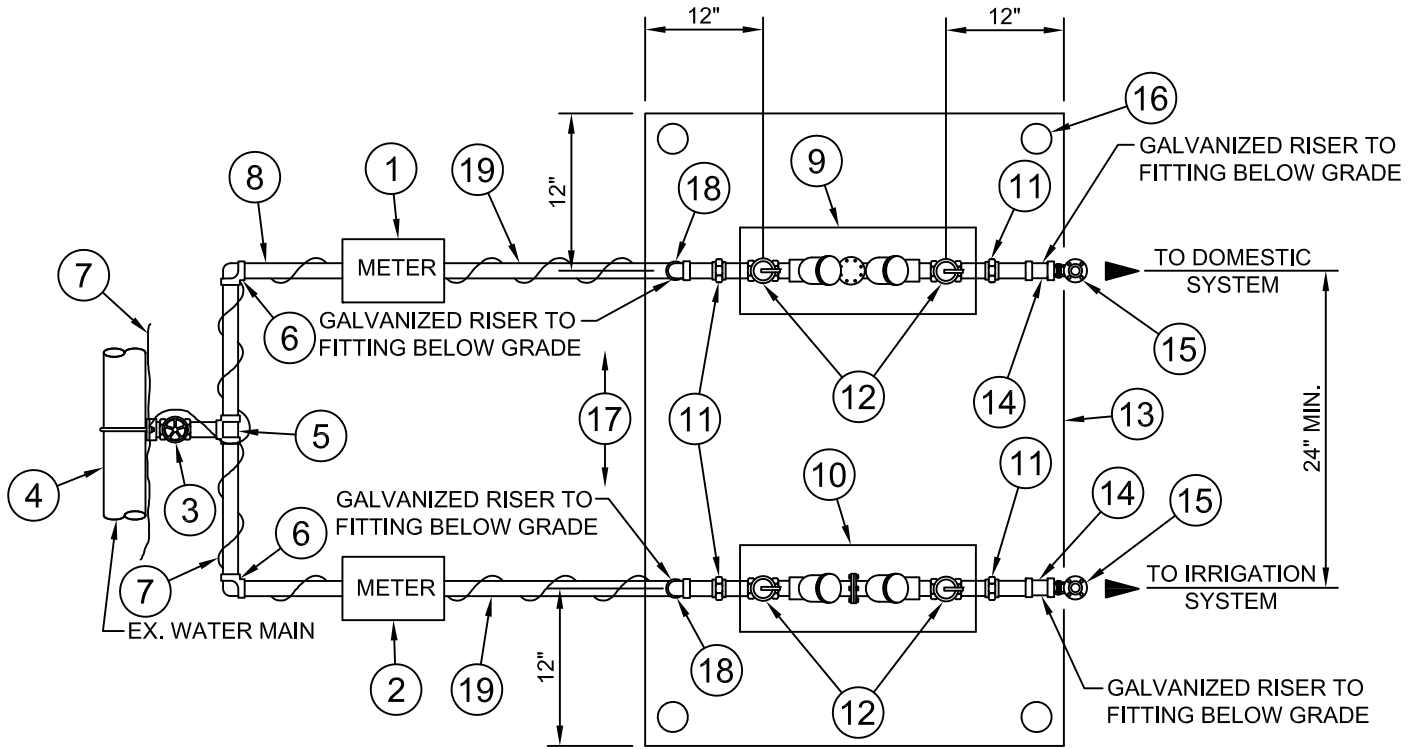 12"
12"
16
GALVANIZED RISER TO
FITTING BELOW GRADE
9
1
19
8
18
12"
11
7
METER
TO DOMESTIC
SYSTEM
6
GALVANIZED RISER TO
FITTING BELOW GRADE
15
12
14
17
11
13
5
24" MIN.
4
3
10
11
GALVANIZED RISER TO
FITTING BELOW GRADE
14
15
6
7
METER
TO IRRIGATION
SYSTEM
EX. WATER MAIN
2
19
12"
18
12
GALVANIZED RISER TO
FITTING BELOW GRADE